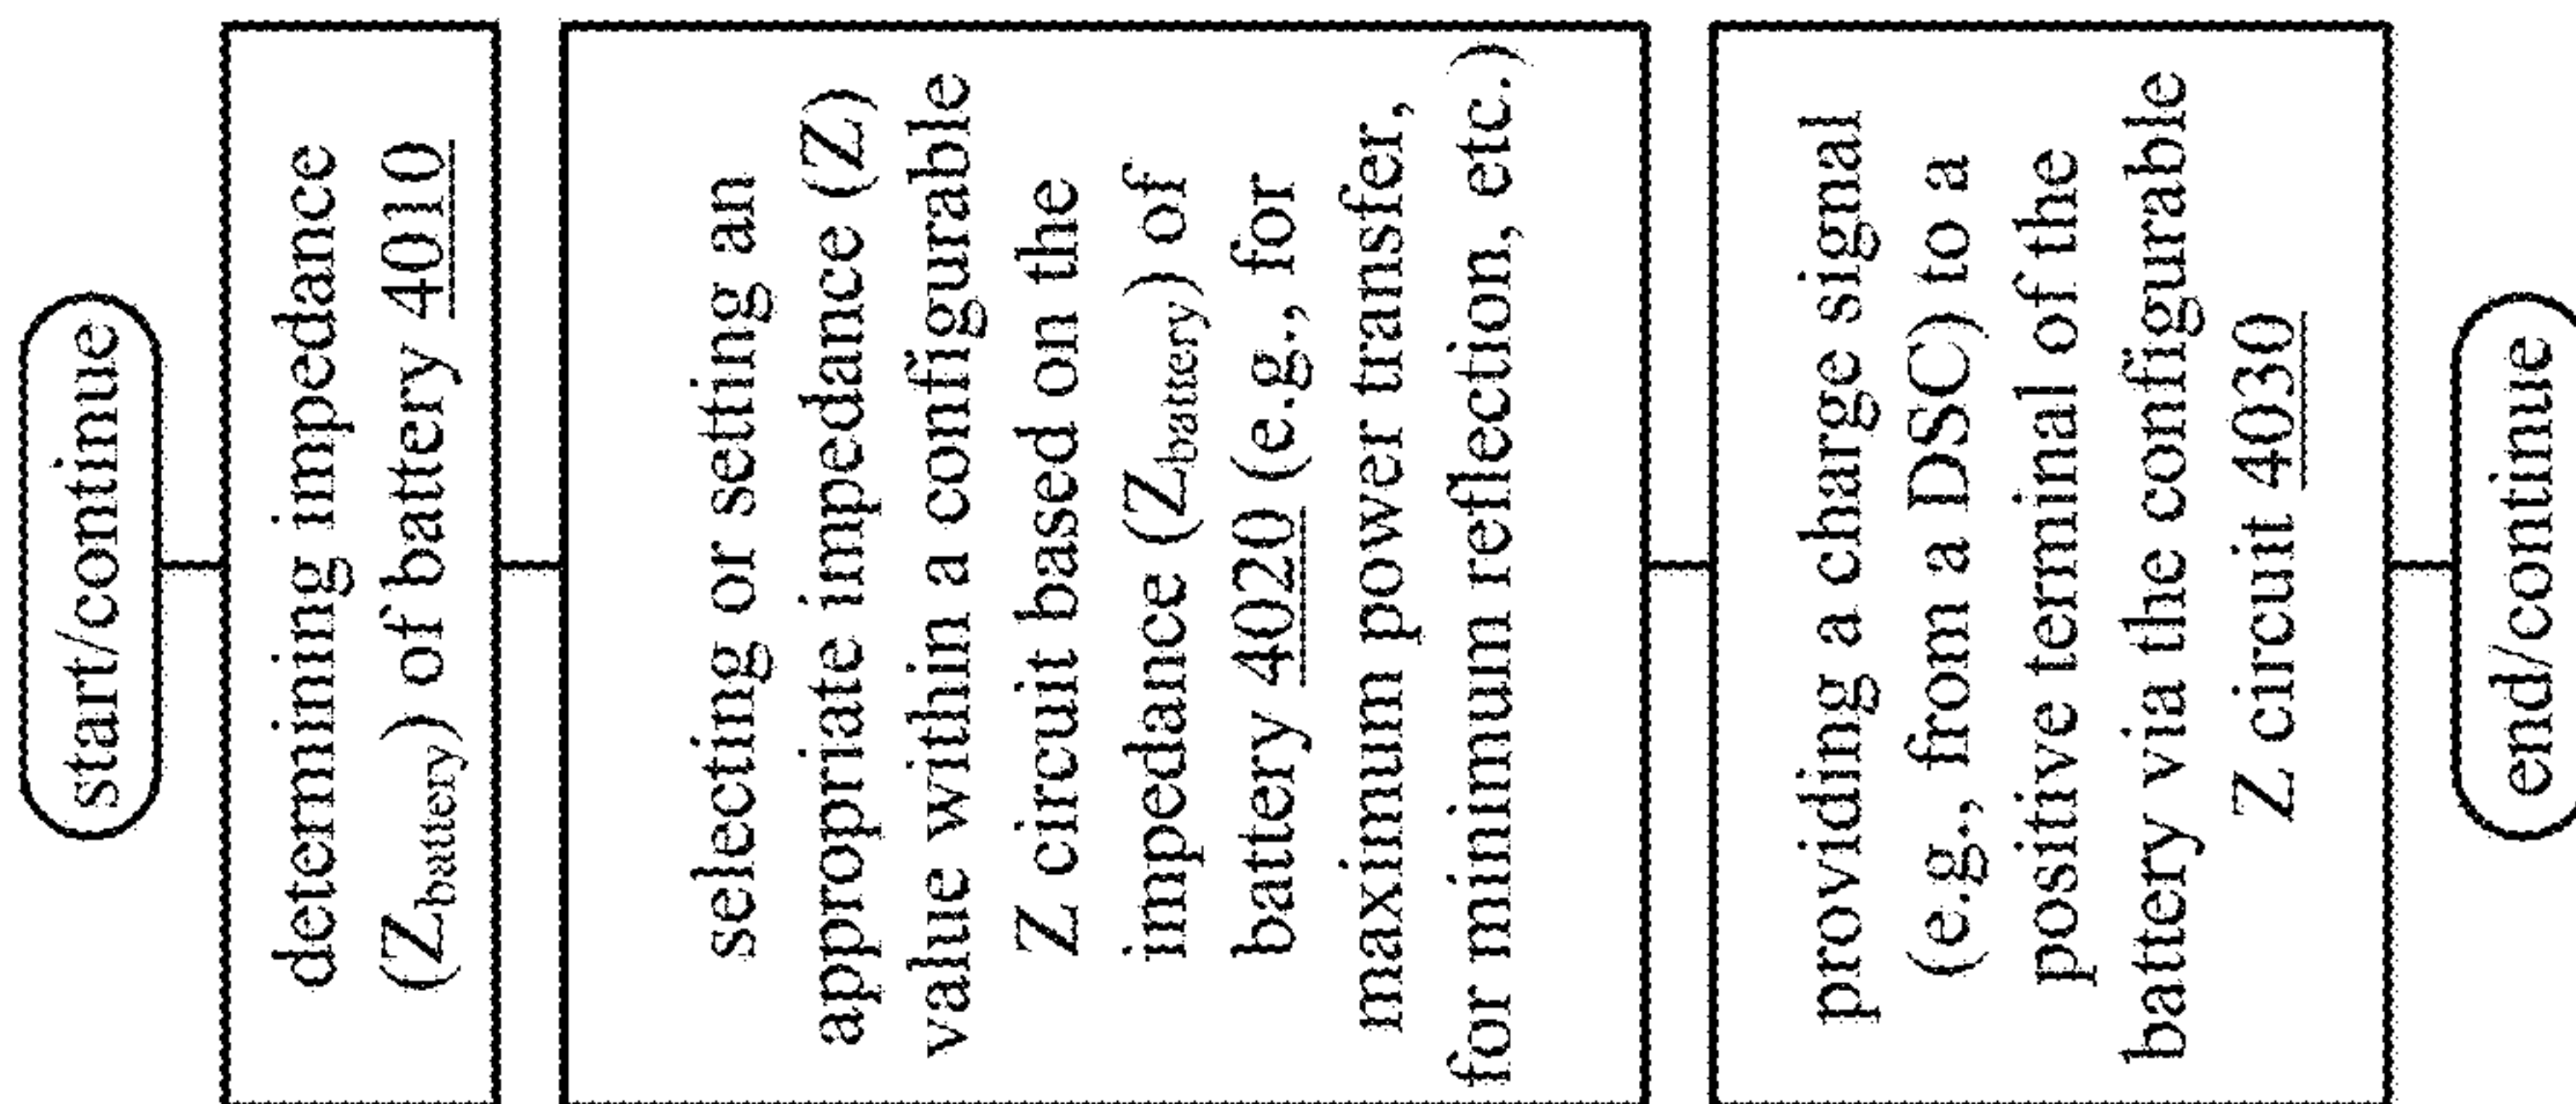 start/continue
determining impedance
(Zbattery) of battery 4010
selecting or setting an
appropriate impedance (Z)
value within a configurable
Z circuit based on the
impedance (Zbattery) of
battery 4020 (e.g., for
maximum power transfer,
for minimum reflection, etc.)
providing a charge signal
(e.g., from a DSC) to a
positive terminal of the
battery via the configurable
Z circuit 4030
end/continue